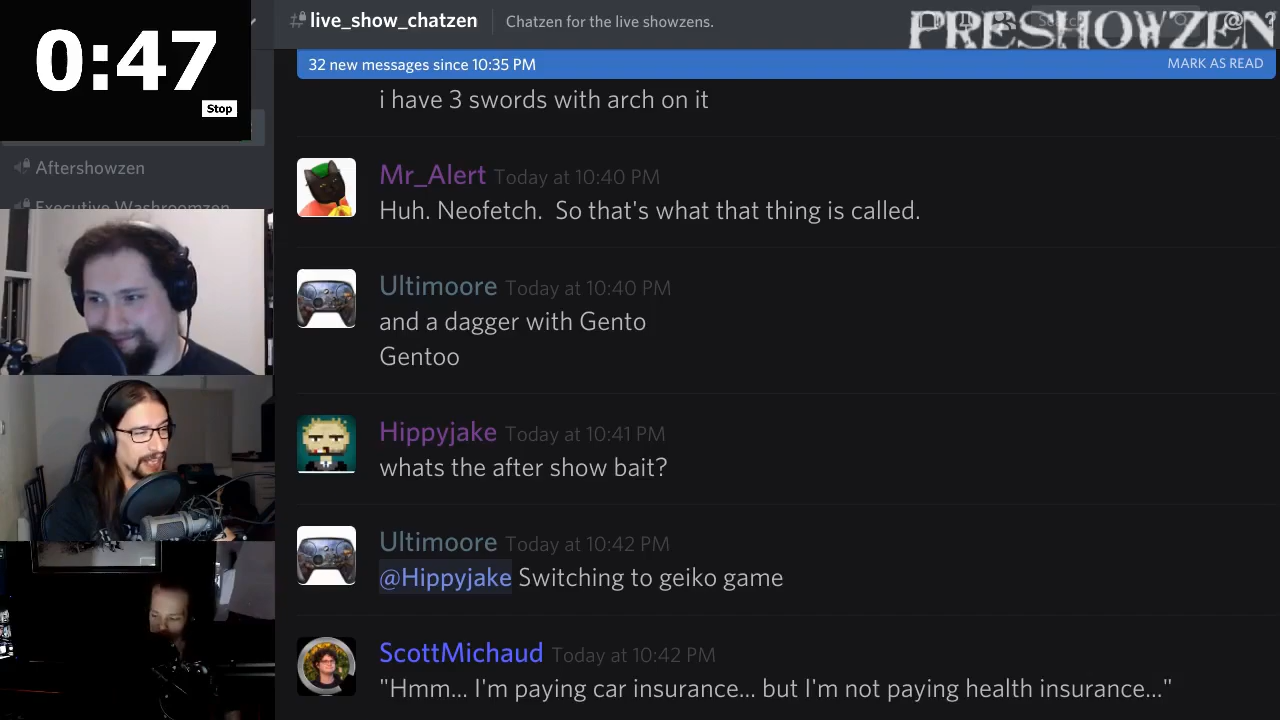 0:47
Stop
live_show_chatzen
Chatzen for the live showzens.
PRESHOWZEN
32 new messages since 10:35 PM
MARK AS READ
Aftershowzen
Executive Washroomzen
i have 3 swords with arch on it
Mr_Alert Today at 10:40 PM
Huh. Neofetch.  So that's what that thing is called.
Ultimoore Today at 10:40 PM
and a dagger with Gento
Gentoo
Hippyjake Today at 10:41 PM
whats the after show bait?
Ultimoore Today at 10:42 PM
@Hippyjake Switching to geiko game
ScottMichaud Today at 10:42 PM
"Hmm... I'm paying car insurance... but I'm not paying health insurance..."